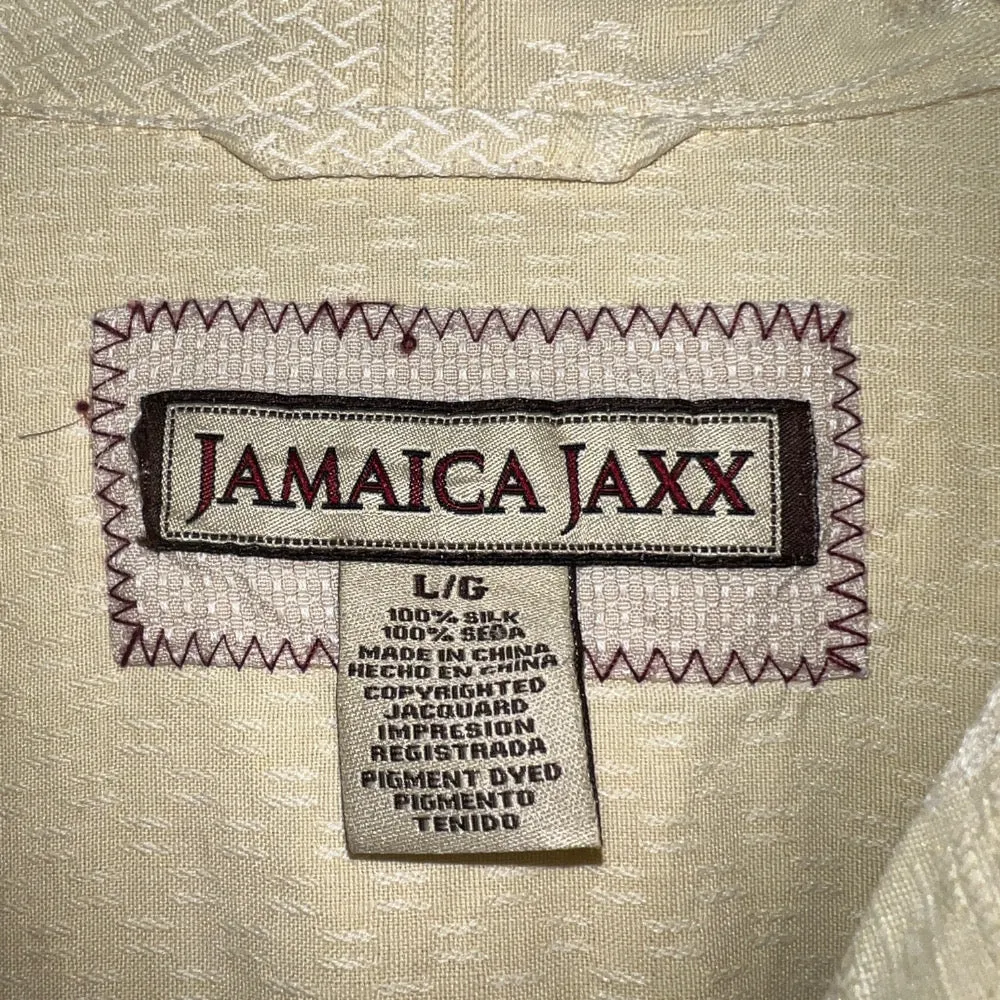 JAMAICA JAXX
L/G
100% SILK
100% SEDA
MADE IN CHINA
HECHO EN CHINA
COPYRIGHTED
JACQUARD
IMPRESION
REGISTRADA
PIGMENT DYED
PIGMENTO
TENIDO